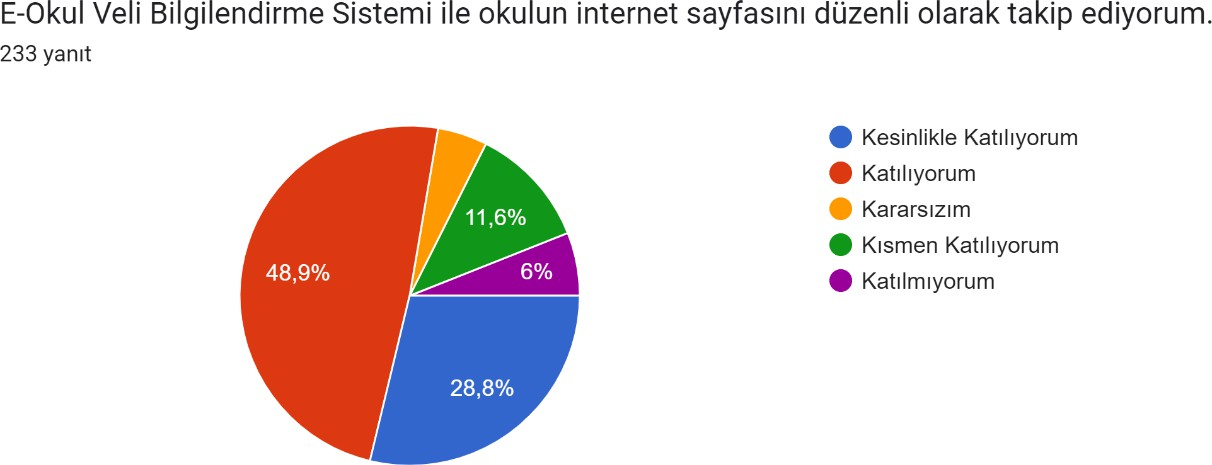 E-Okul Veli Bilgilendirme Sistemi ile okulun internet sayfasını düzenli olarak takip ediyorum.
233 yanıt
Kesinlikle Katılıyorum
Katılıyorum
Kararsızım
Kısmen Katılıyorum
Katılmıyorum
11,6%
48,9%
6%
28,8%